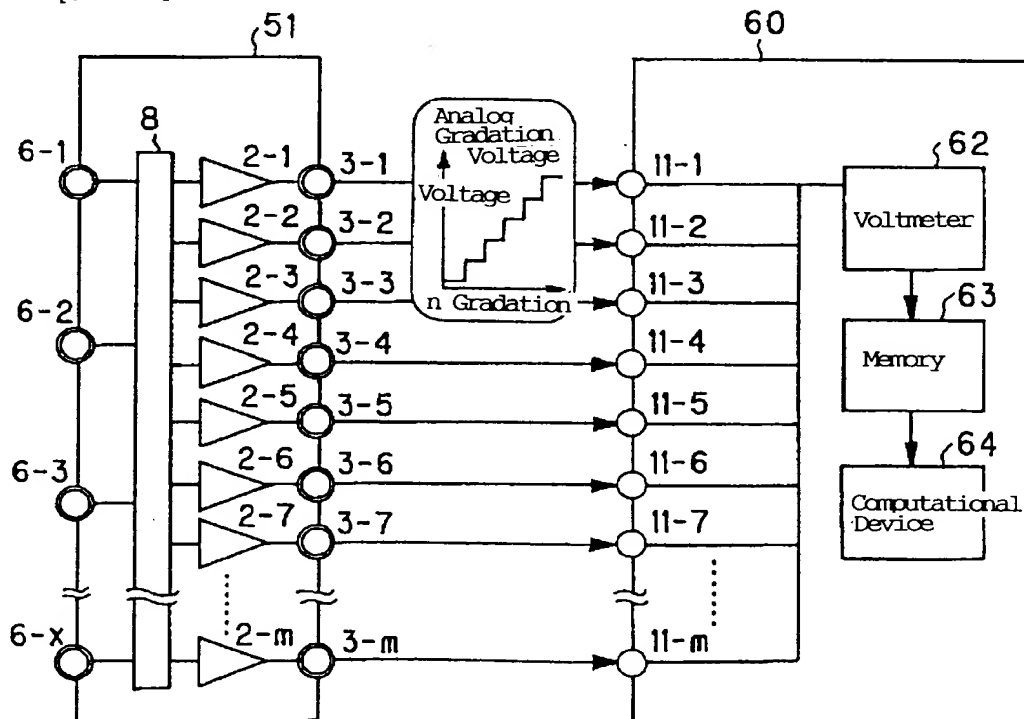 51
60
8
6-1
2-1
3-1
Analog
Gradation
Voltage
Voltage
n Gradation
11-1
62
Voltmeter
2-2
3-2
11-2
2-3
3-3
11-3
63
6-2
2-4
3-4
11-4
Memory
2-5
3-5
11-5
64
6-3
2-6
3-6
11-6
Computational
Device
2-7
3-7
11-7
6-x
2-m
3-m
11-m